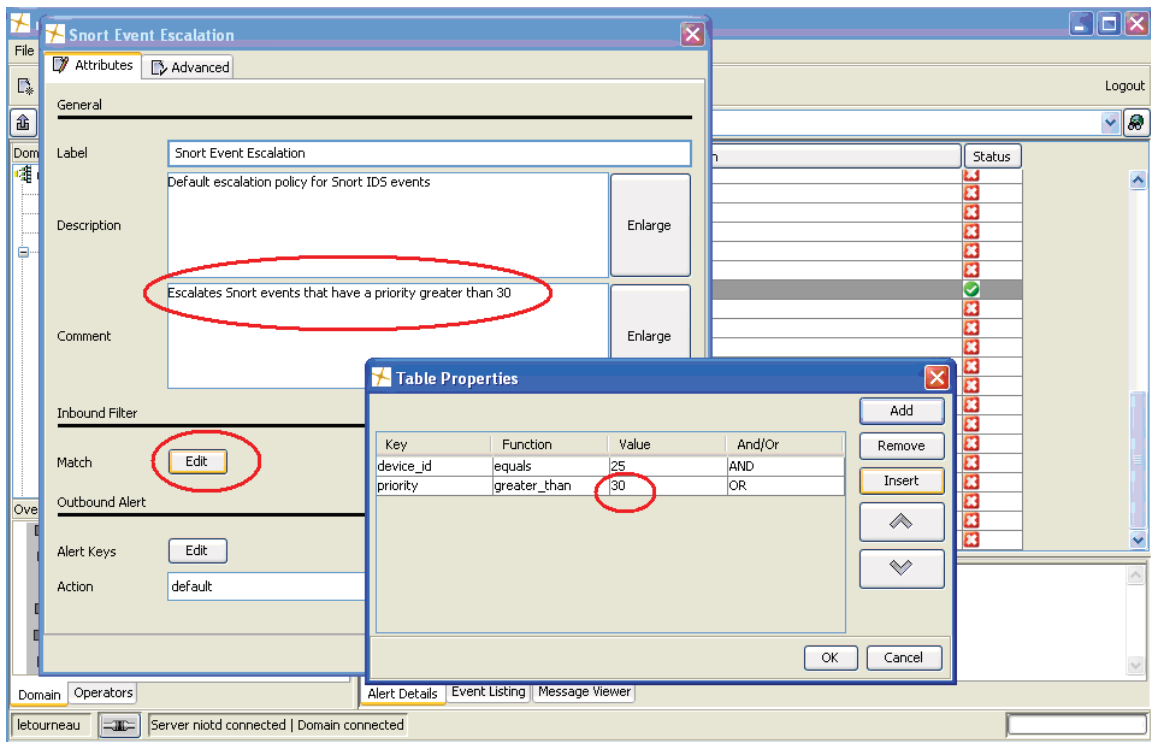 Snort Event Escalation
File
Attributes
Advanced
Logout
General
Label
Snort Event Escalation
Description
Default escalation policy for Snort IDS events
Enlarge
Comment
Escalates Snort events that have a priority greater than 30
Enlarge
Status
Dom
Inbound Filter
Match
Edit
Outbound Alert
Ove
Alert Keys
Edit
Action
default
Table Properties
Key Function Value And/Or
device_id equals 25 AND
priority greater_than 30 OR
Add
Remove
Insert
OK
Cancel
Domain
Operators
Alert Details
Event Listing
Message Viewer
letourneau
Server niotd connected | Domain connected